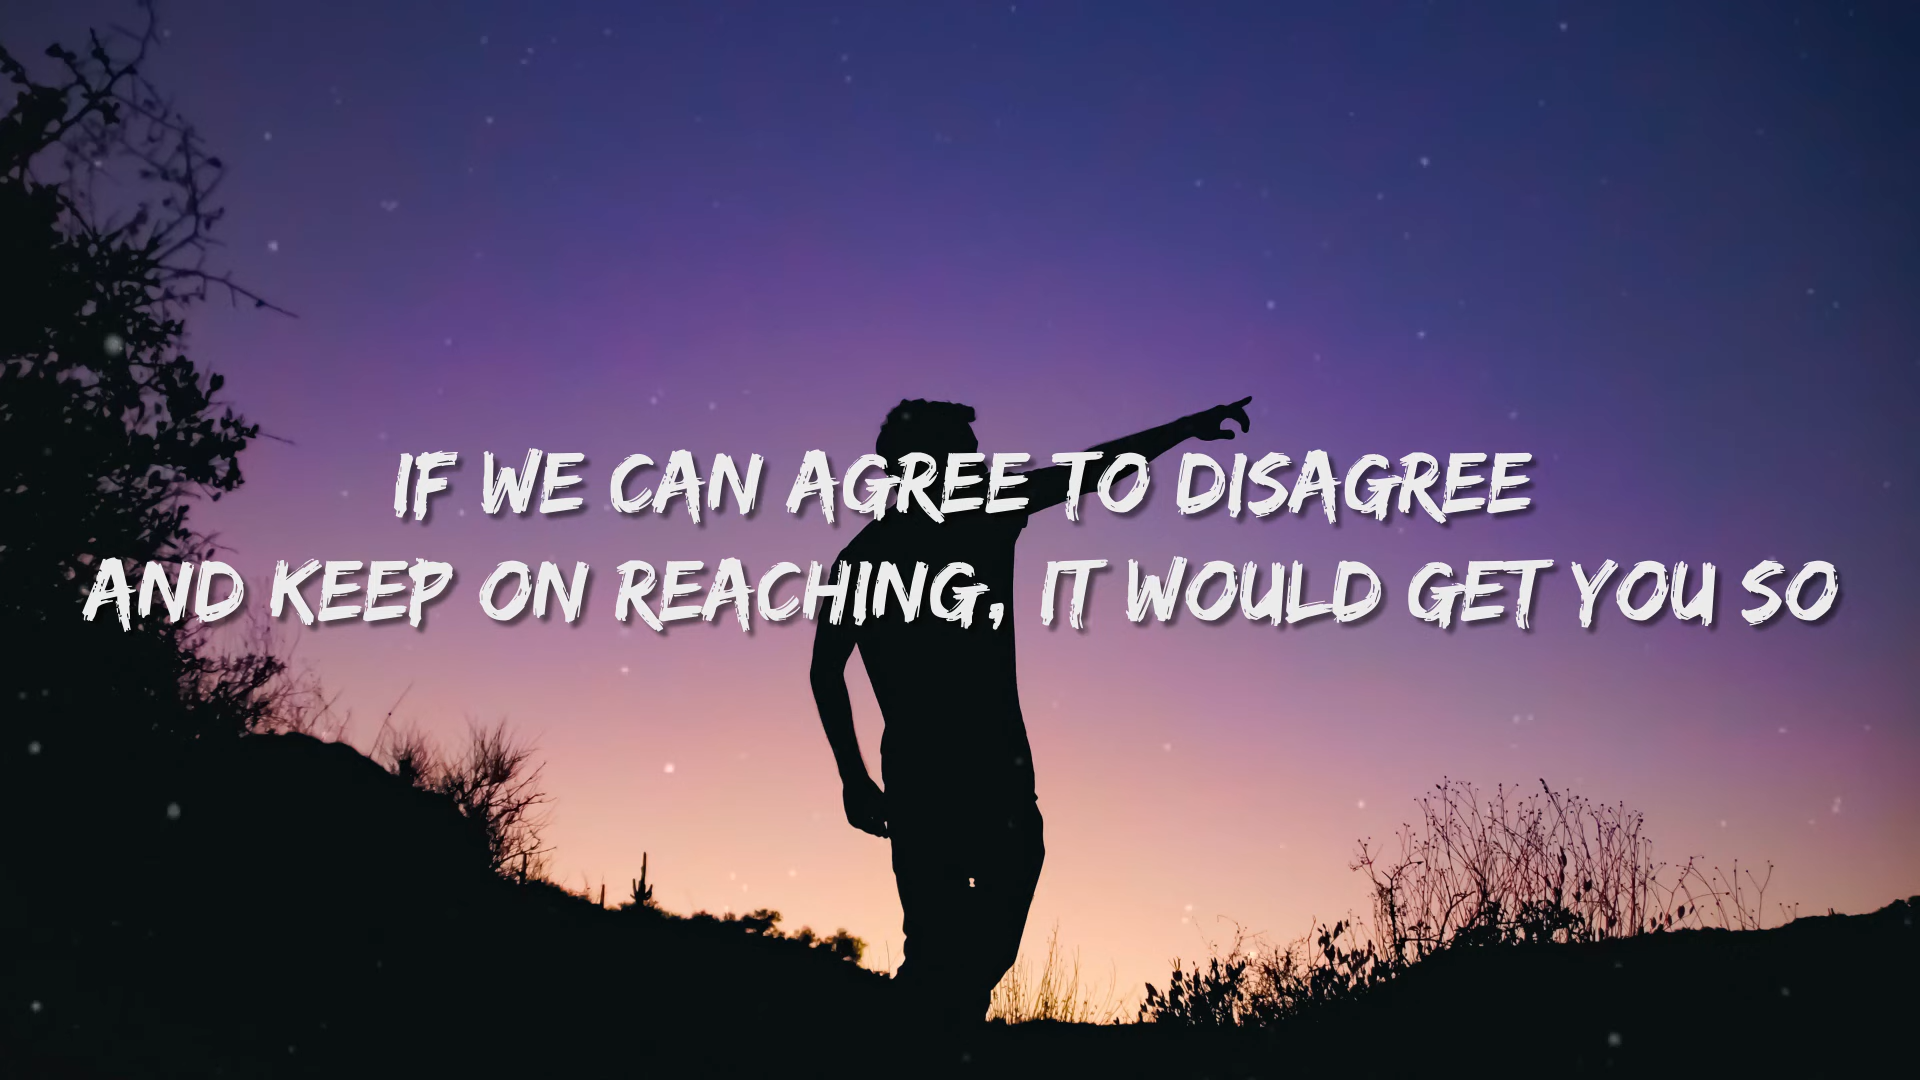 IF WE CAN AGREE TO DISAGREE
AND KEEP ON REACHING, IT WOULD GET YOU SO